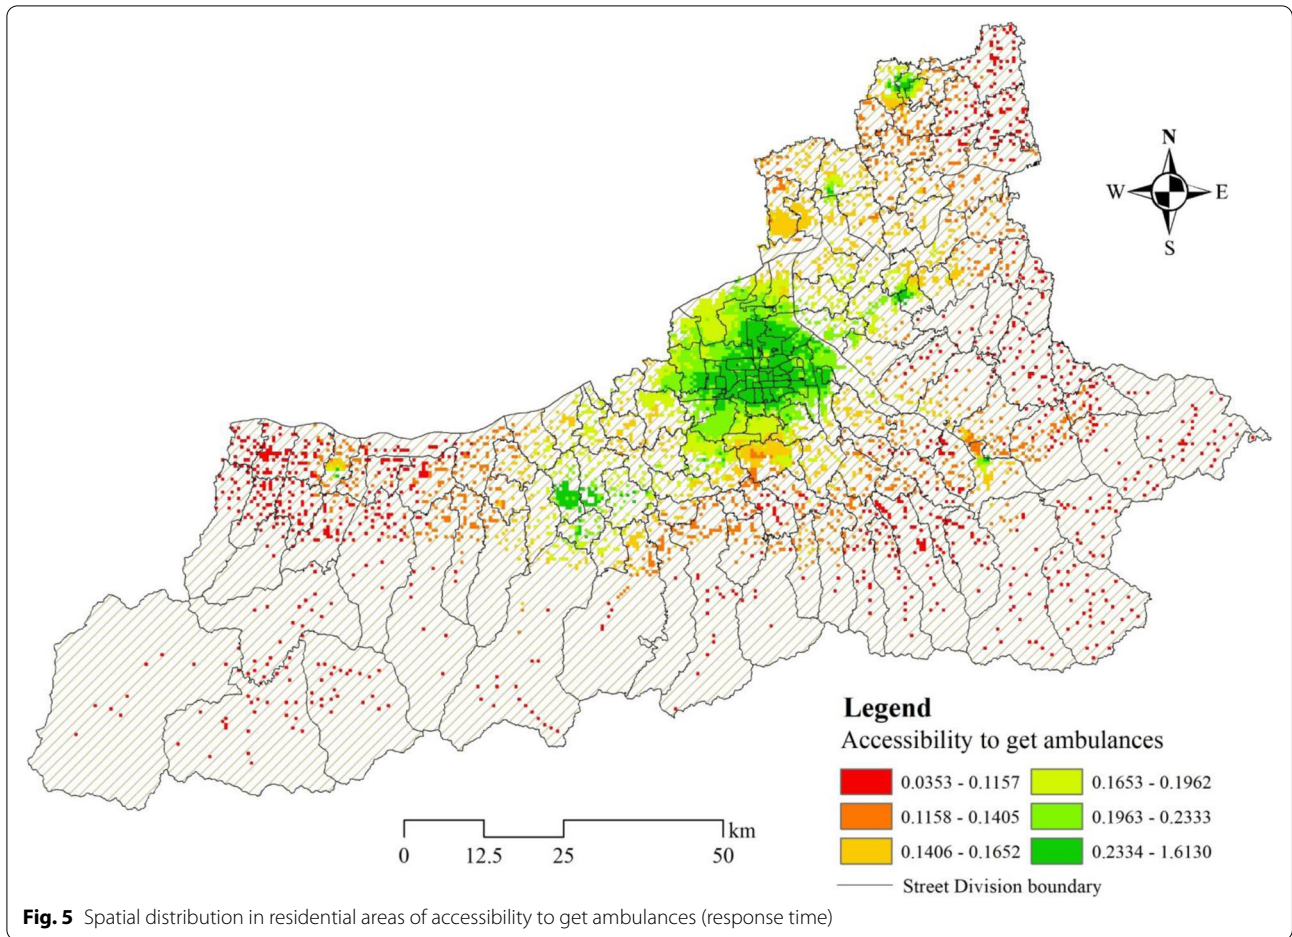 N
W E
S
Legend
Accessibility to get ambulances
0.0353 - 0.1157 0.1653 - 0.1962
0.1158 - 0.1405 0.1963 - 0.2333
0.1406 - 0.1652 0.2334 - 1.6130
Street Division boundary
km
0 12.5 25 50
Fig. 5 Spatial distribution in residential areas of accessibility to get ambulances (response time)